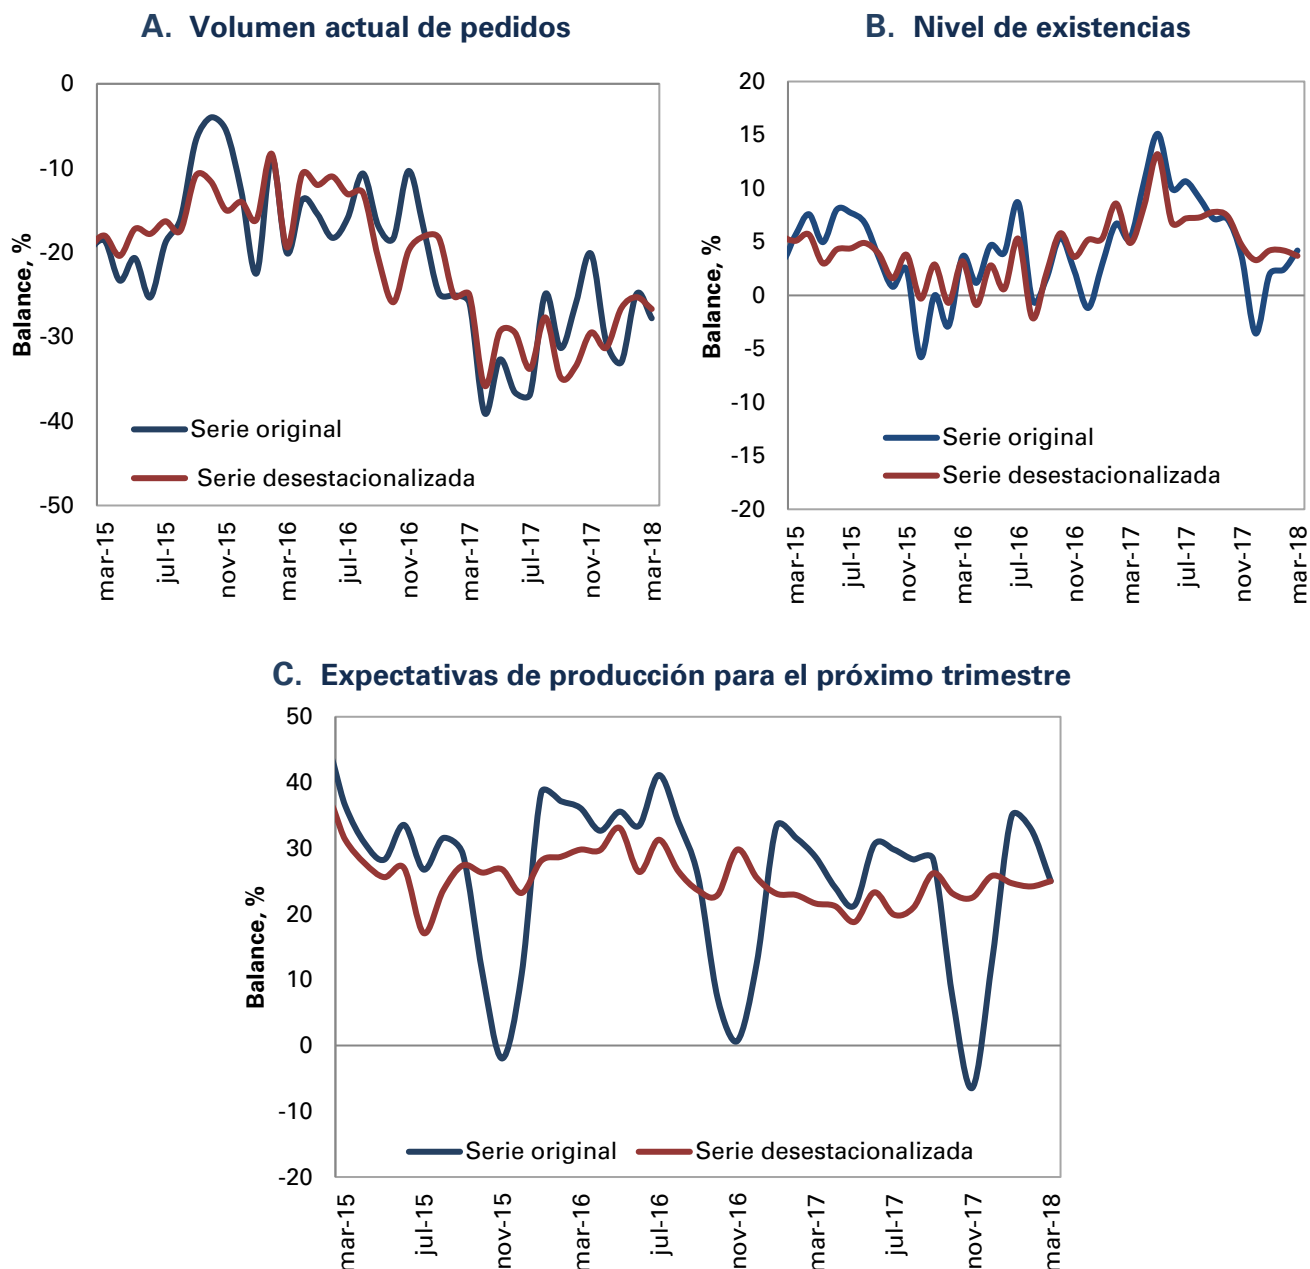 A. Volumen actual de pedidos
0
-10
-20
-30
-40
-50
Balance, %
Serie original
Serie desestacionalizada
mar-15
jul-15
nov-15
mar-16
jul-16
nov-16
mar-17
jul-17
nov-17
mar-18
B. Nivel de existencias
20
15
10
5
0
-5
-10
-15
-20
Balance, %
Serie original
Serie desestacionalizada
mar-15
jul-15
nov-15
mar-16
jul-16
nov-16
mar-17
jul-17
nov-17
mar-18
C. Expectativas de producción para el próximo trimestre
50
40
30
20
10
0
-10
-20
Balance, %
Serie original
Serie desestacionalizada
mar-15
jul-15
nov-15
mar-16
jul-16
nov-16
mar-17
jul-17
nov-17
mar-18